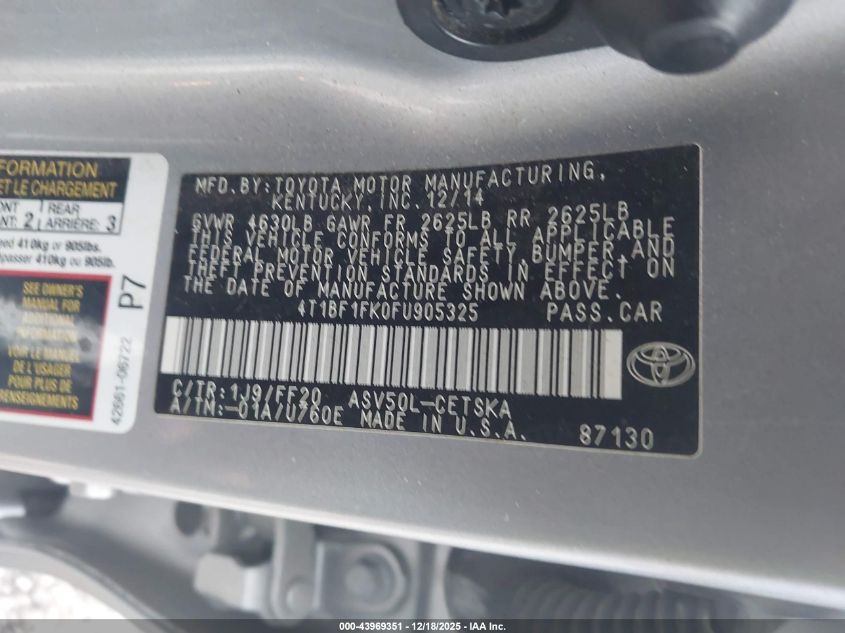 FORMATION
ET LE CHARGEMENT
ONT
NT: 2
REAR
ARRIÈRE: 3
ed 410kg or 905lbs.
passer 410kg ou 905lb.
SEE OWNER'S
MANUAL FOR
ADDITIONAL
INFORMATION
VOIR LE MANUEL
DE L'USAGER
POUR PLUS DE
RENSEIGNEMENTS
P7
42661-06722
MFD. BY: TOYOTA MOTOR MANUFACTURING,
KENTUCKY, INC. 12/14
GVWR 4630LB GAWR FR 2625LB RR 2625LB
THIS VEHICLE CONFORMS TO ALL APPLICABLE
FEDERAL MOTOR VEHICLE SAFETY, BUMPER, AND
THEFT PREVENTION STANDARDS IN EFFECT ON
THE DATE OF MANUFACTURE SHOWN ABOVE.
4T1BF1FK0FU905325 PASS. CAR
C/TR: 1J9/FF20 ASV50L-CETSKA
A/TM: -01A/U760E MADE IN U.S.A.
87130
000-43969351 - 12/18/2025 - IAA Inc.